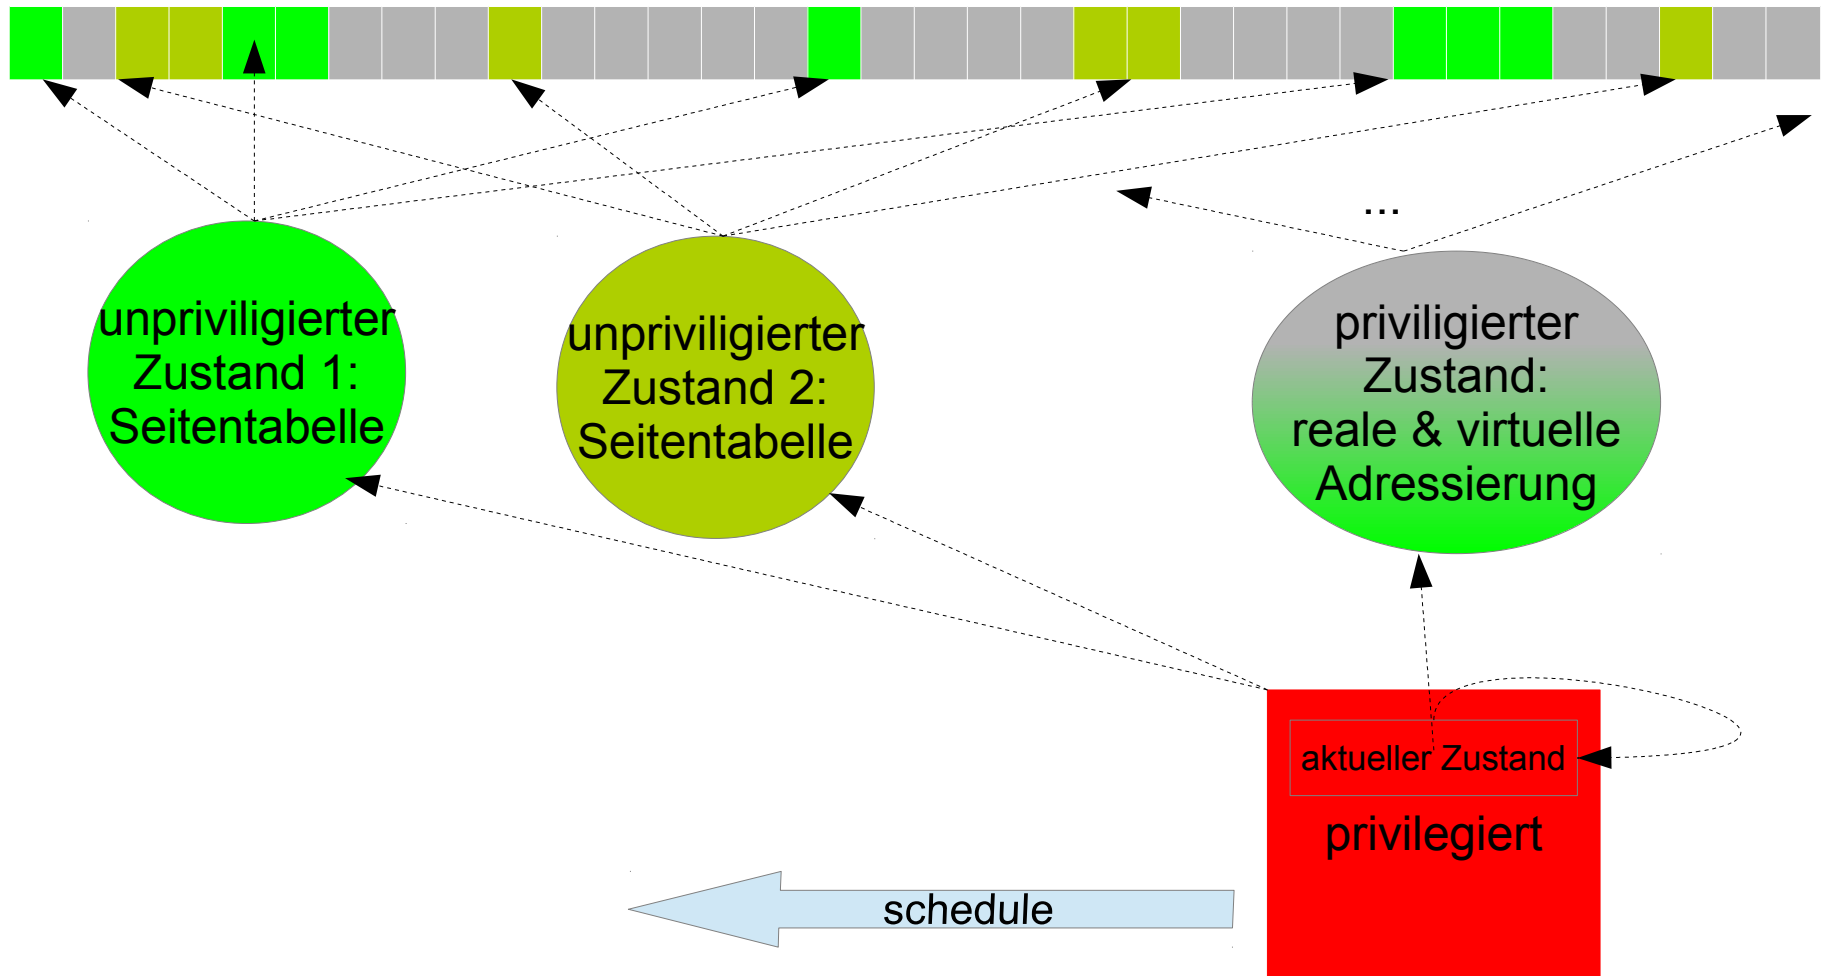 ...
unpriviligierter
Zustand 1:
Seitentabelle
unpriviligierter
Zustand 2:
Seitentabelle
priviligierter
Zustand:
reale & virtuelle
Adressierung
aktueller Zustand
privilegiert
schedule